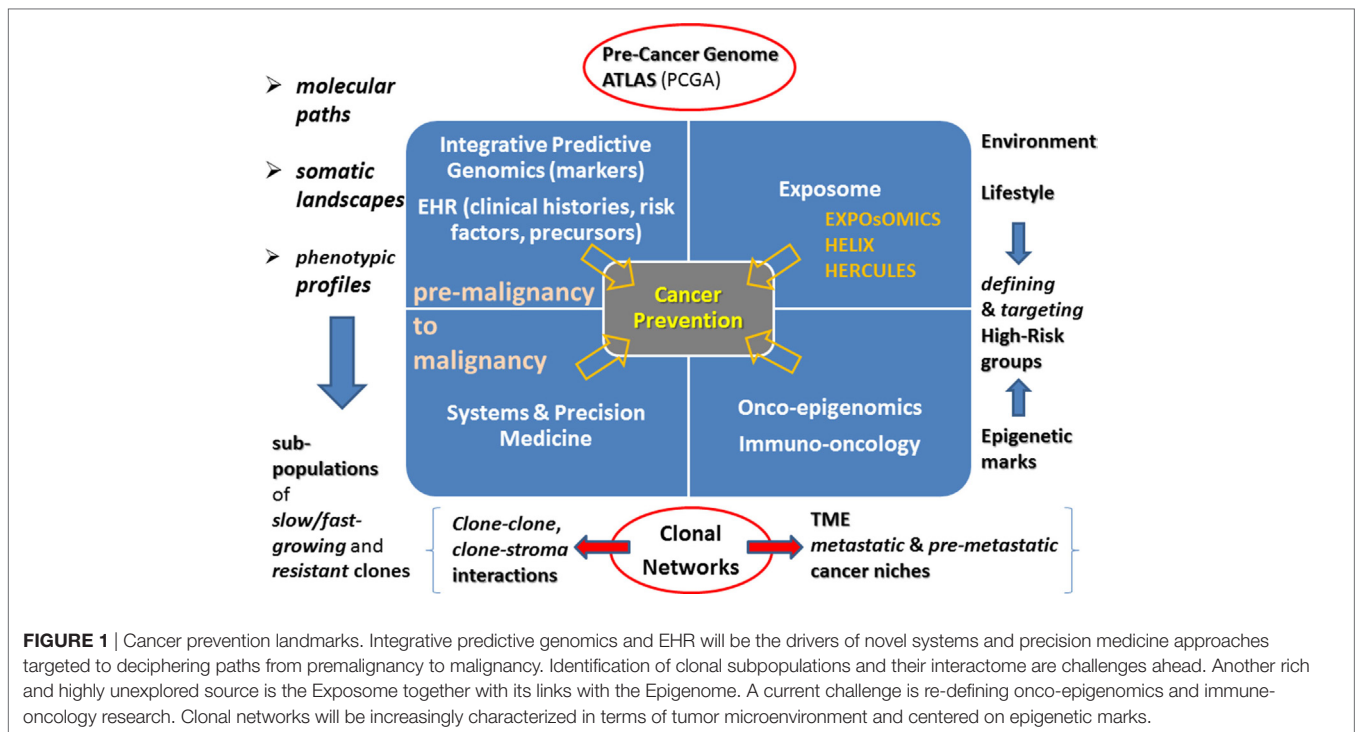 Pre-Cancer Genome
ATLAS (PCGA)
➢ molecular
paths
➢ somatic
landscapes
➢ phenotypic
profiles
sub-
populations
of
slow/fast-
growing and
resistant clones
Integrative Predictive
Genomics (markers)
EHR (clinical histories, risk
factors, precursors)
pre-malignancy
to
malignancy
Systems & Precision
Medicine
Cancer
Prevention
Exposome
EXPOsOMICS
HELIX
HERCULES
Onco-epigenomics
Immuno-oncology
Environment
Lifestyle
defining
& targeting
High-Risk
groups
Epigenetic
marks
Clone-clone,
clone-stroma
interactions
Clonal
Networks
TME
metastatic & pre-metastatic
cancer niches
FIGURE 1 | Cancer prevention landmarks. Integrative predictive genomics and EHR will be the drivers of novel systems and precision medicine approaches
targeted to deciphering paths from premalignancy to malignancy. Identification of clonal subpopulations and their interactome are challenges ahead. Another rich
and highly unexplored source is the Exposome together with its links with the Epigenome. A current challenge is re-defining onco-epigenomics and immune-
oncology research. Clonal networks will be increasingly characterized in terms of tumor microenvironment and centered on epigenetic marks.